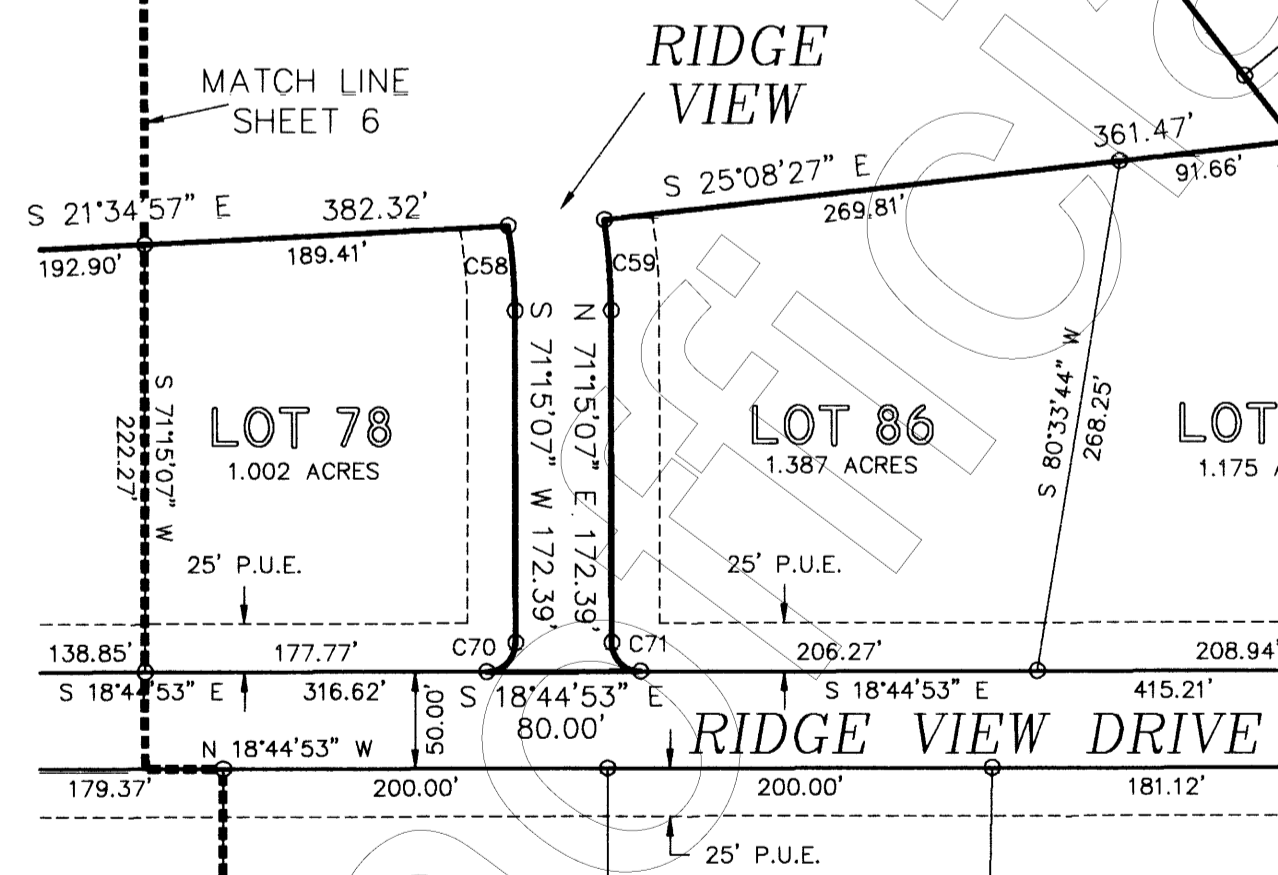 MATCH LINE
SHEET 6
RIDGE
VIEW
361.47'
S 25°08'27" E
91.66'
269.81'
S 21°34'57" E
382.32'
192.90'
189.41'
C58
C59
S 71°15'07" W 172.39'
N 71°15'07" E 172.39'
S 71°15'07" W
222.27'
LOT 78
1.002 ACRES
LOT 86
1.387 ACRES
S 80°33'44" W
268.25'
LOT
1.175
25' P.U.E.
25' P.U.E.
138.85'
177.77'
C70
C71
206.27'
208.94'
S 18°44'53" E
316.62'
S 18°44'53" E
80.00'
S 18°44'53" E
415.21'
50.00'
RIDGE VIEW DRIVE
N 18°44'53" W
179.37'
200.00'
200.00'
181.12'
25' P.U.E.